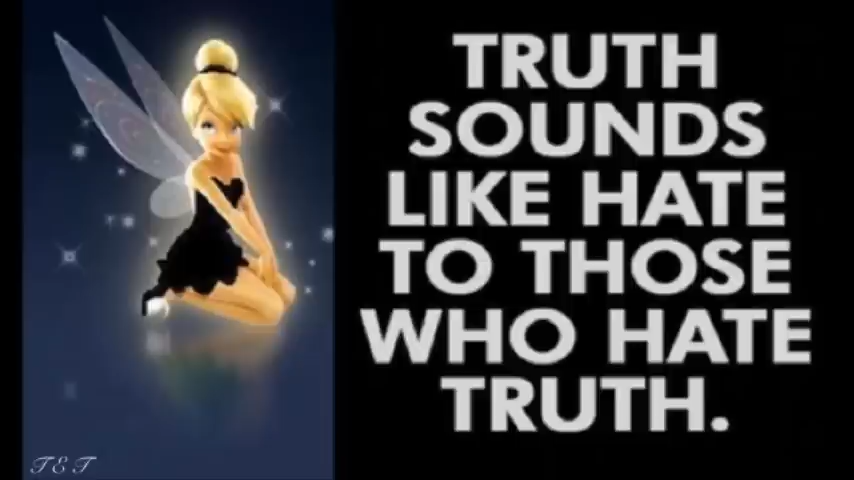 TRUTH
SOUNDS
LIKE HATE
TO THOSE
WHO HATE
TRUTH.
T&T